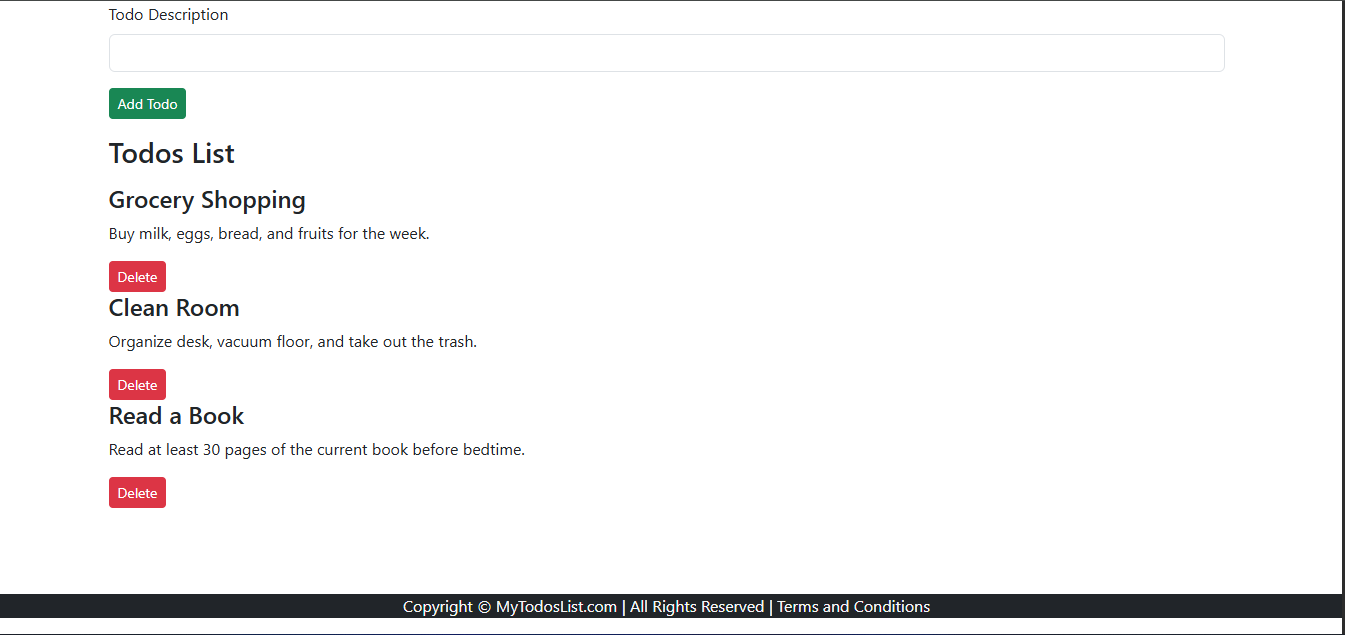 Todo Description
Add Todo
Todos List
Grocery Shopping
Buy milk, eggs, bread, and fruits for the week.
Delete
Clean Room
Organize desk, vacuum floor, and take out the trash.
Delete
Read a Book
Read at least 30 pages of the current book before bedtime.
Delete
Copyright © MyTodosList.com | All Rights Reserved | Terms and Conditions